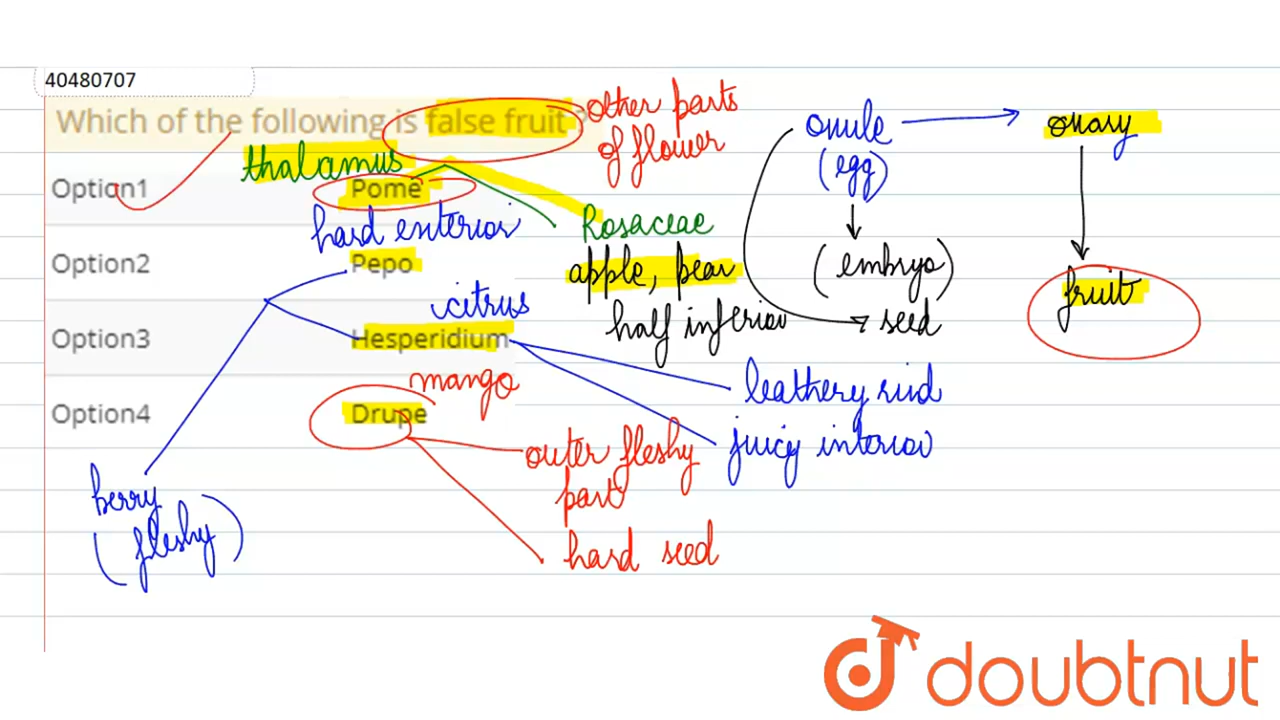 40480707
Which of the following is false fruit ?
other parts
of flower
ovule
(egg)
ovary
thalamus
Option1 Pome
Rosaceae
hard exterior
apple, pear
(embryo)
fruit
Option2 Pepo
citrus
half inferior
seed
Option3 Hesperidium
mango
leathery rind
Option4 Drupe
outer fleshy
part
juicy interior
berry
(fleshy)
hard seed
doubtnut